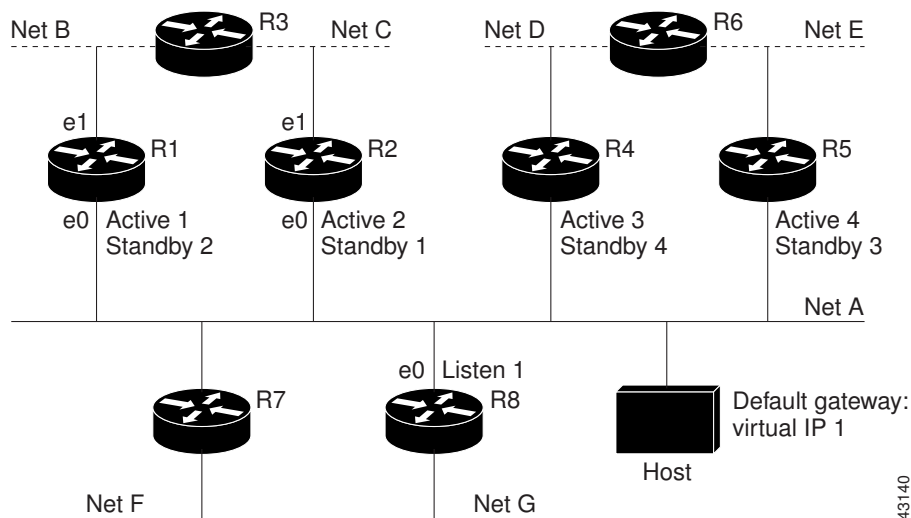 Net B
R3
Net C
Net D
R6
Net E
e1
R1
e1
R2
R4
R5
e0
Active 1
Standby 2
e0
Active 2
Standby 1
Active 3
Standby 4
Active 4
Standby 3
Net A
R7
e0
Listen 1
R8
Default gateway:
virtual IP 1
Host
Net F
Net G
43140